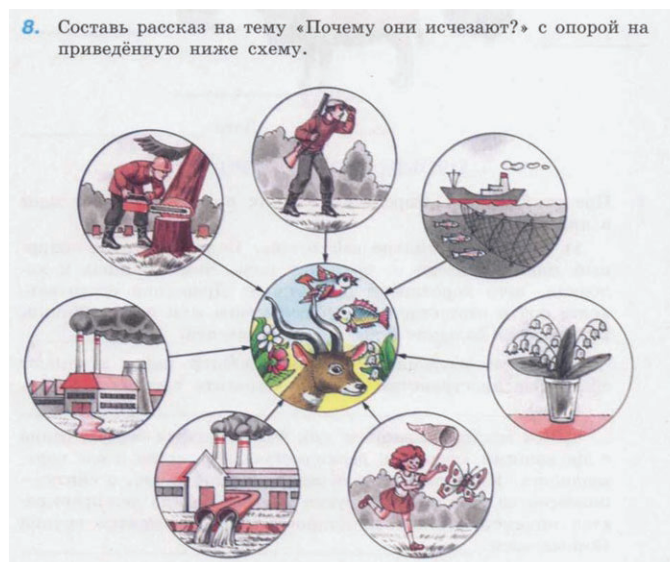 8. Составь рассказ на тему «Почему они исчезают?» с опорой на
приведённую ниже схему.